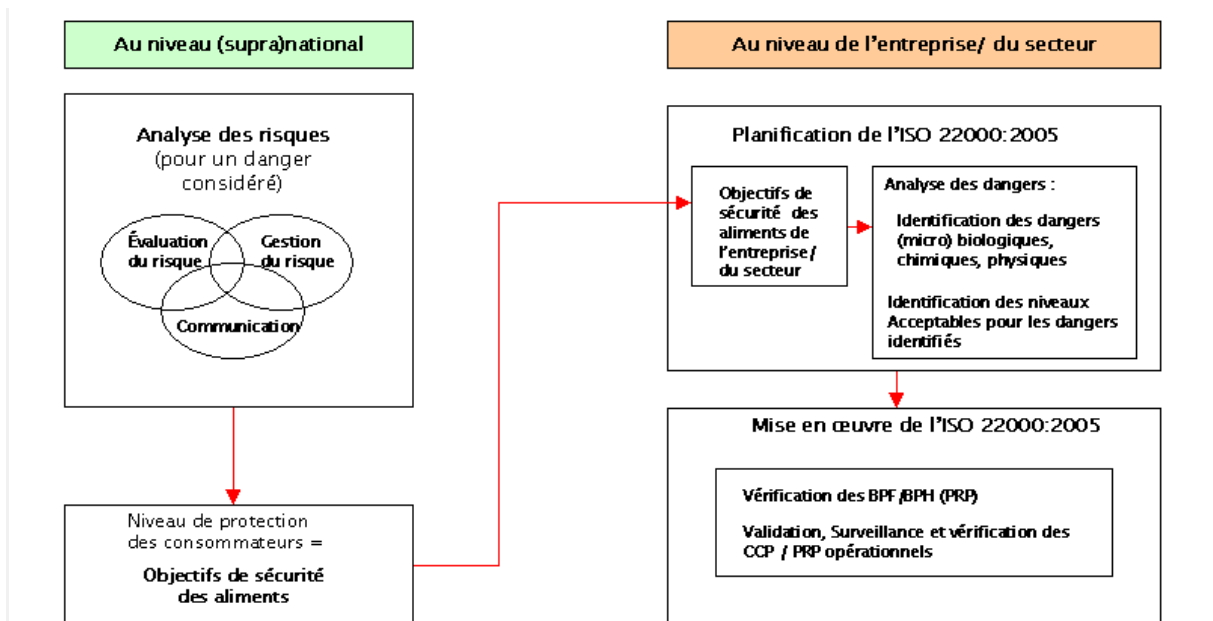 Au niveau (supra)national
Analyse des risques
(pour un danger
considéré)
Évaluation
du risque
Gestion
du risque
Communication
Niveau de protection
des consommateurs =
Objectifs de sécurité
des aliments
Au niveau de l'entreprise/ du secteur
Planification de l'ISO 22000:2005
Objectifs de
sécurité des
aliments de
l'entreprise/
du secteur
Analyse des dangers :
Identification des dangers
(micro) biologiques,
chimiques, physiques
Identification des niveaux
Acceptables pour les dangers
identifiés
Mise en œuvre de l'ISO 22000:2005
Vérification des BPF/BPH (PRP)
Validation, Surveillance et vérification des
CCP / PRP opérationnels